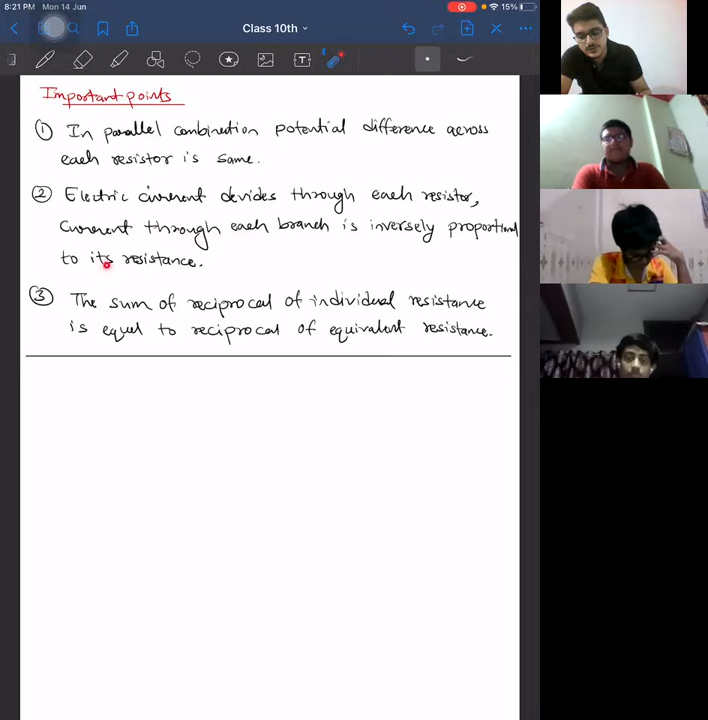 8:21 PM Mon 14 Jun
15%
Class 10th
T
Important points
① In parallel combination potential difference across
each resistor is same.
② Electric current devides through each resistor,
Current through each branch is inversely proportional
to its resistance.
③ The sum of reciprocal of individual resistance
is equal to reciprocal of equivalent resistance.